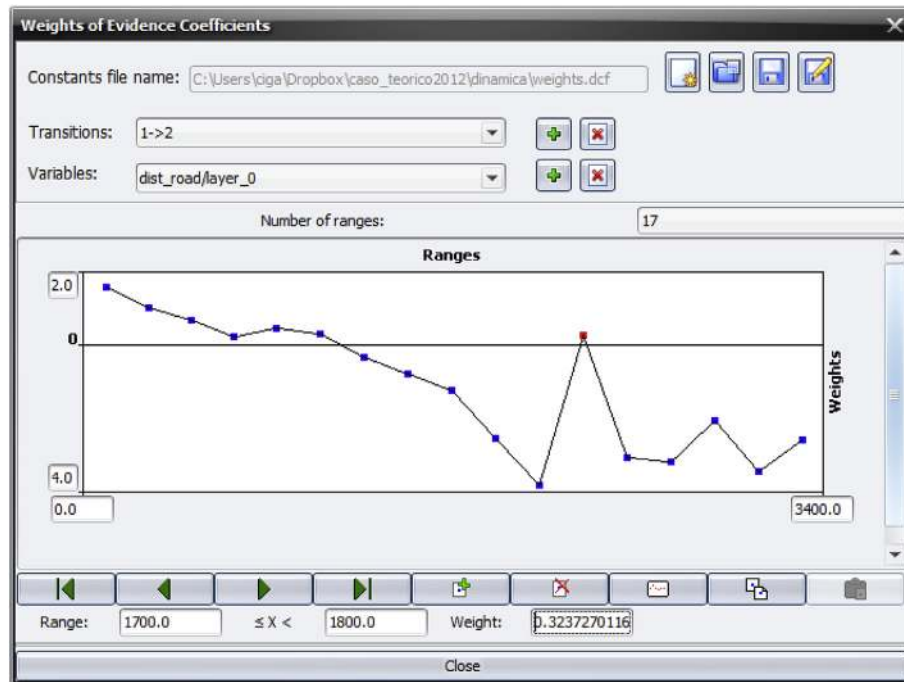 Weights of Evidence Coefficients
Constants file name: C:\Users\ciga\Dropbox\caso_teorico2012\dinamica\weights.dcf
Transitions: 1->2
Variables: dist_road/layer_0
Number of ranges: 17
Ranges
2.0
0
Weights
4.0
0.0 3400.0
Range: 1700.0 ≤ X < 1800.0 Weight: 0.3237270116
Close